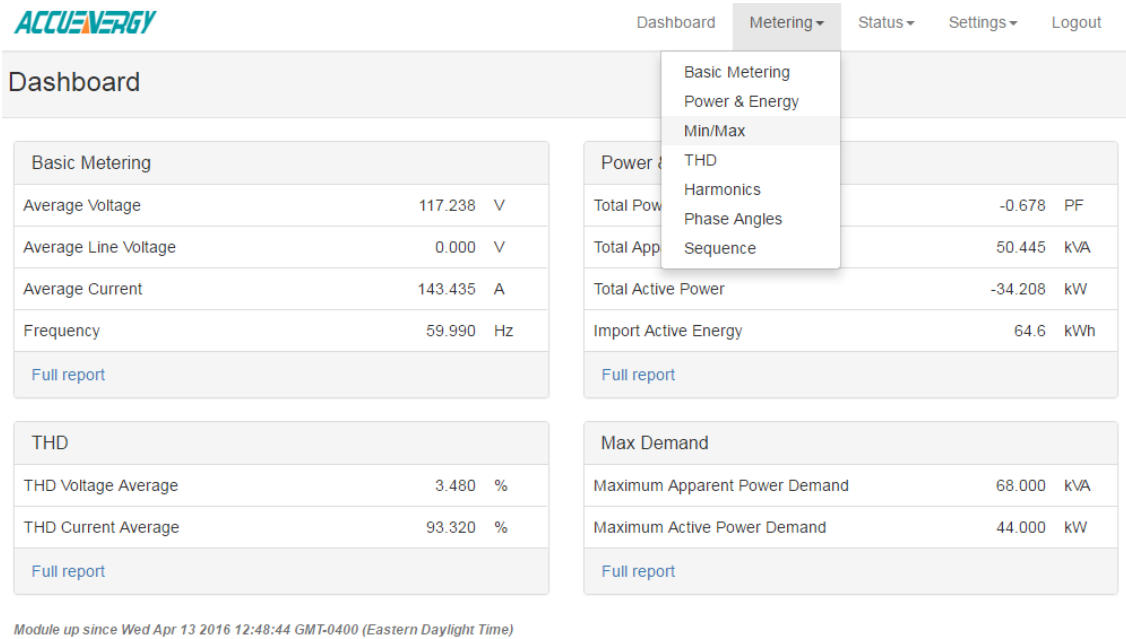 ACCUENERGY
Dashboard Metering Status Settings Logout
Dashboard
Basic Metering
Power & Energy
Min/Max
THD
Harmonics
Phase Angles
Sequence
Basic Metering
Average Voltage 117.238 V
Average Line Voltage 0.000 V
Average Current 143.435 A
Frequency 59.990 Hz
Full report
Power
Total -0.678 PF
Total 50.445 kVA
Total Active Power -34.208 kW
Import Active Energy 64.6 kWh
Full report
THD
THD Voltage Average 3.480 %
THD Current Average 93.320 %
Full report
Max Demand
Maximum Apparent Power Demand 68.000 kVA
Maximum Active Power Demand 44.000 kW
Full report
Module up since Wed Apr 13 2016 12:48:44 GMT-0400 (Eastern Daylight Time)